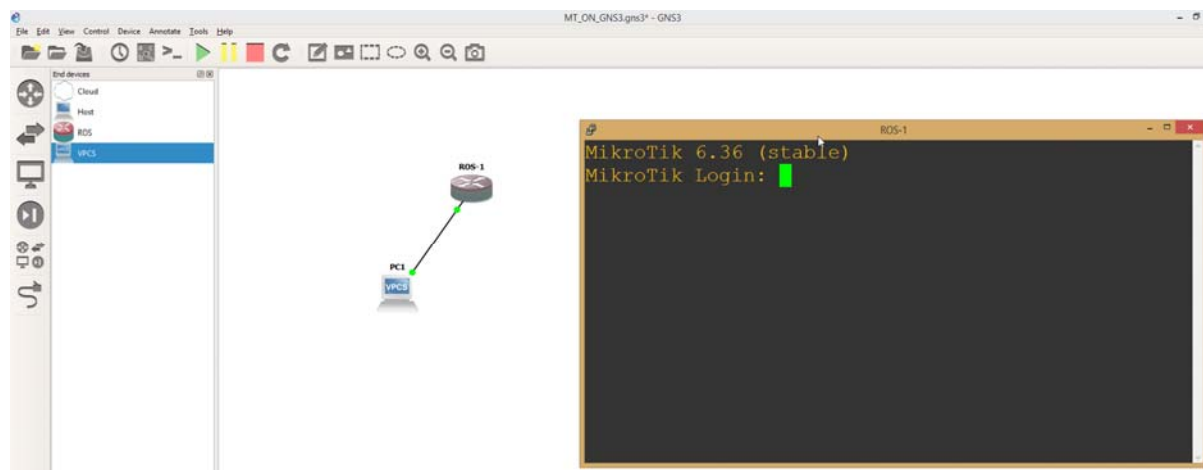 MT_ON_GNS3.gns3* - GNS3
File Edit View Control Device Annotate Tools Help
End devices
Cloud
Host
ROS
VPCS
ROS-1
PC1
VPCS
ROS-1
MikroTik 6.36 (stable)
MikroTik Login: